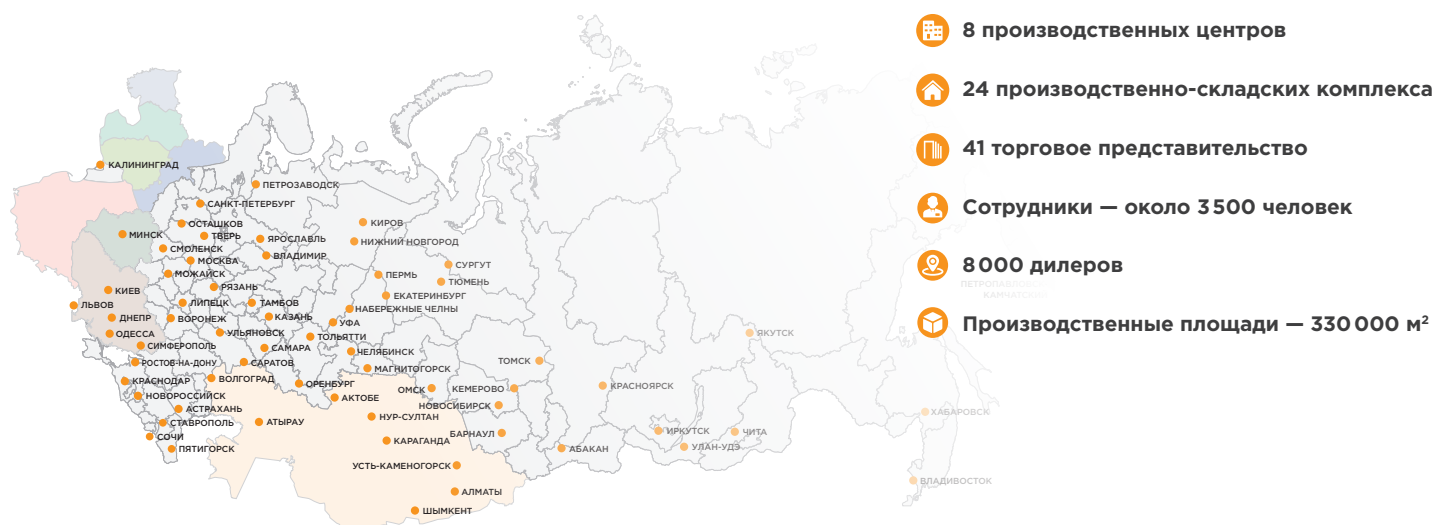 8 производственных центров
24 производственно-складских комплекса
41 торговое представительство
Сотрудники — около 3 500 человек
8 000 дилеров
Производственные площади — 330 000 м²
КАЛИНИНГРАД
ПЕТРОЗАВОДСК
САНКТ-ПЕТЕРБУРГ
ОСТАШКОВ
КИРОВ
МИНСК
ТВЕРЬ
ЯРОСЛАВЛЬ
НИЖНИЙ НОВГОРОД
СМОЛЕНСК
ВЛАДИМИР
МОСКВА
СУРГУТ
МОЖАЙСК
ПЕРМЬ
ТЮМЕНЬ
КИЕВ
РЯЗАНЬ
ЕКАТЕРИНБУРГ
ПЕТРОПАВЛОВСК-
КАМЧАТСКИЙ
ЛЬВОВ
ЛИПЕЦК
ТАМБОВ
НАБЕРЕЖНЫЕ ЧЕЛНЫ
ДНЕПР
ВОРОНЕЖ
КАЗАНЬ
УФА
ОДЕССА
УЛЬЯНОВСК
ТОЛЬЯТТИ
ЯКУТСК
СИМФЕРОПОЛЬ
САМАРА
ЧЕЛЯБИНСК
РОСТОВ-НА-ДОНУ
САРАТОВ
МАГНИТОГОРСК
ТОМСК
КРАСНОДАР
ВОЛГОГРАД
ОРЕНБУРГ
ОМСК
КЕМЕРОВО
КРАСНОЯРСК
НОВОРОССИЙСК
АКТОБЕ
НОВОСИБИРСК
АСТРАХАНЬ
НУР-СУЛТАН
ХАБАРОВСК
СТАВРОПОЛЬ
АТЫРАУ
СОЧИ
КАРАГАНДА
БАРНАУЛ
ИРКУТСК
ЧИТА
ПЯТИГОРСК
АБАКАН
УЛАН-УДЭ
УСТЬ-КАМЕНОГОРСК
ВЛАДИВОСТОК
АЛМАТЫ
ШЫМКЕНТ